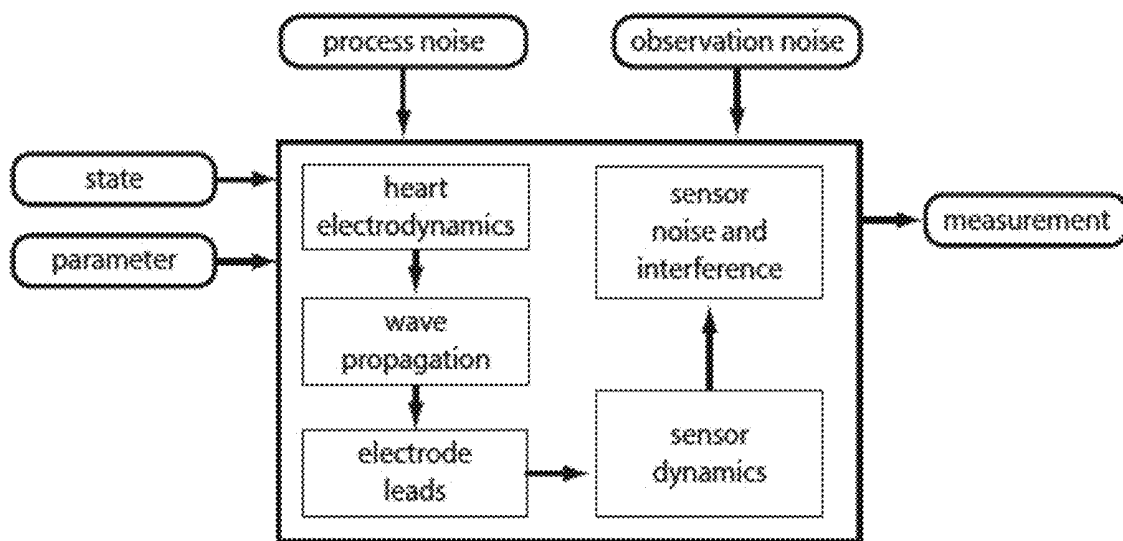 process noise
observation noise
state
parameter
heart
electrodynamics
wave
propagation
electrode
leads
sensor
dynamics
sensor
noise and
interference
measurement